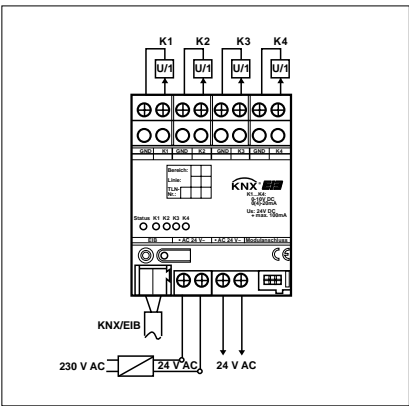 K1 K2 K3 K4
U/1 U/1 U/1 U/1
GND K1 GND K2 GND K3 GND K4
Bereich:
Linie:
TLN-
Nr.:
KNX® EIB
K1...K4:
0-10V DC
0(4)-20mA
Us: 24V DC
+ max. 100mA
Status K1 K2 K3 K4
EIB • AC 24 V~ • AC 24 V~ Modulanschluss
KNX/EIB
230 V AC 24 V AC 24 V AC